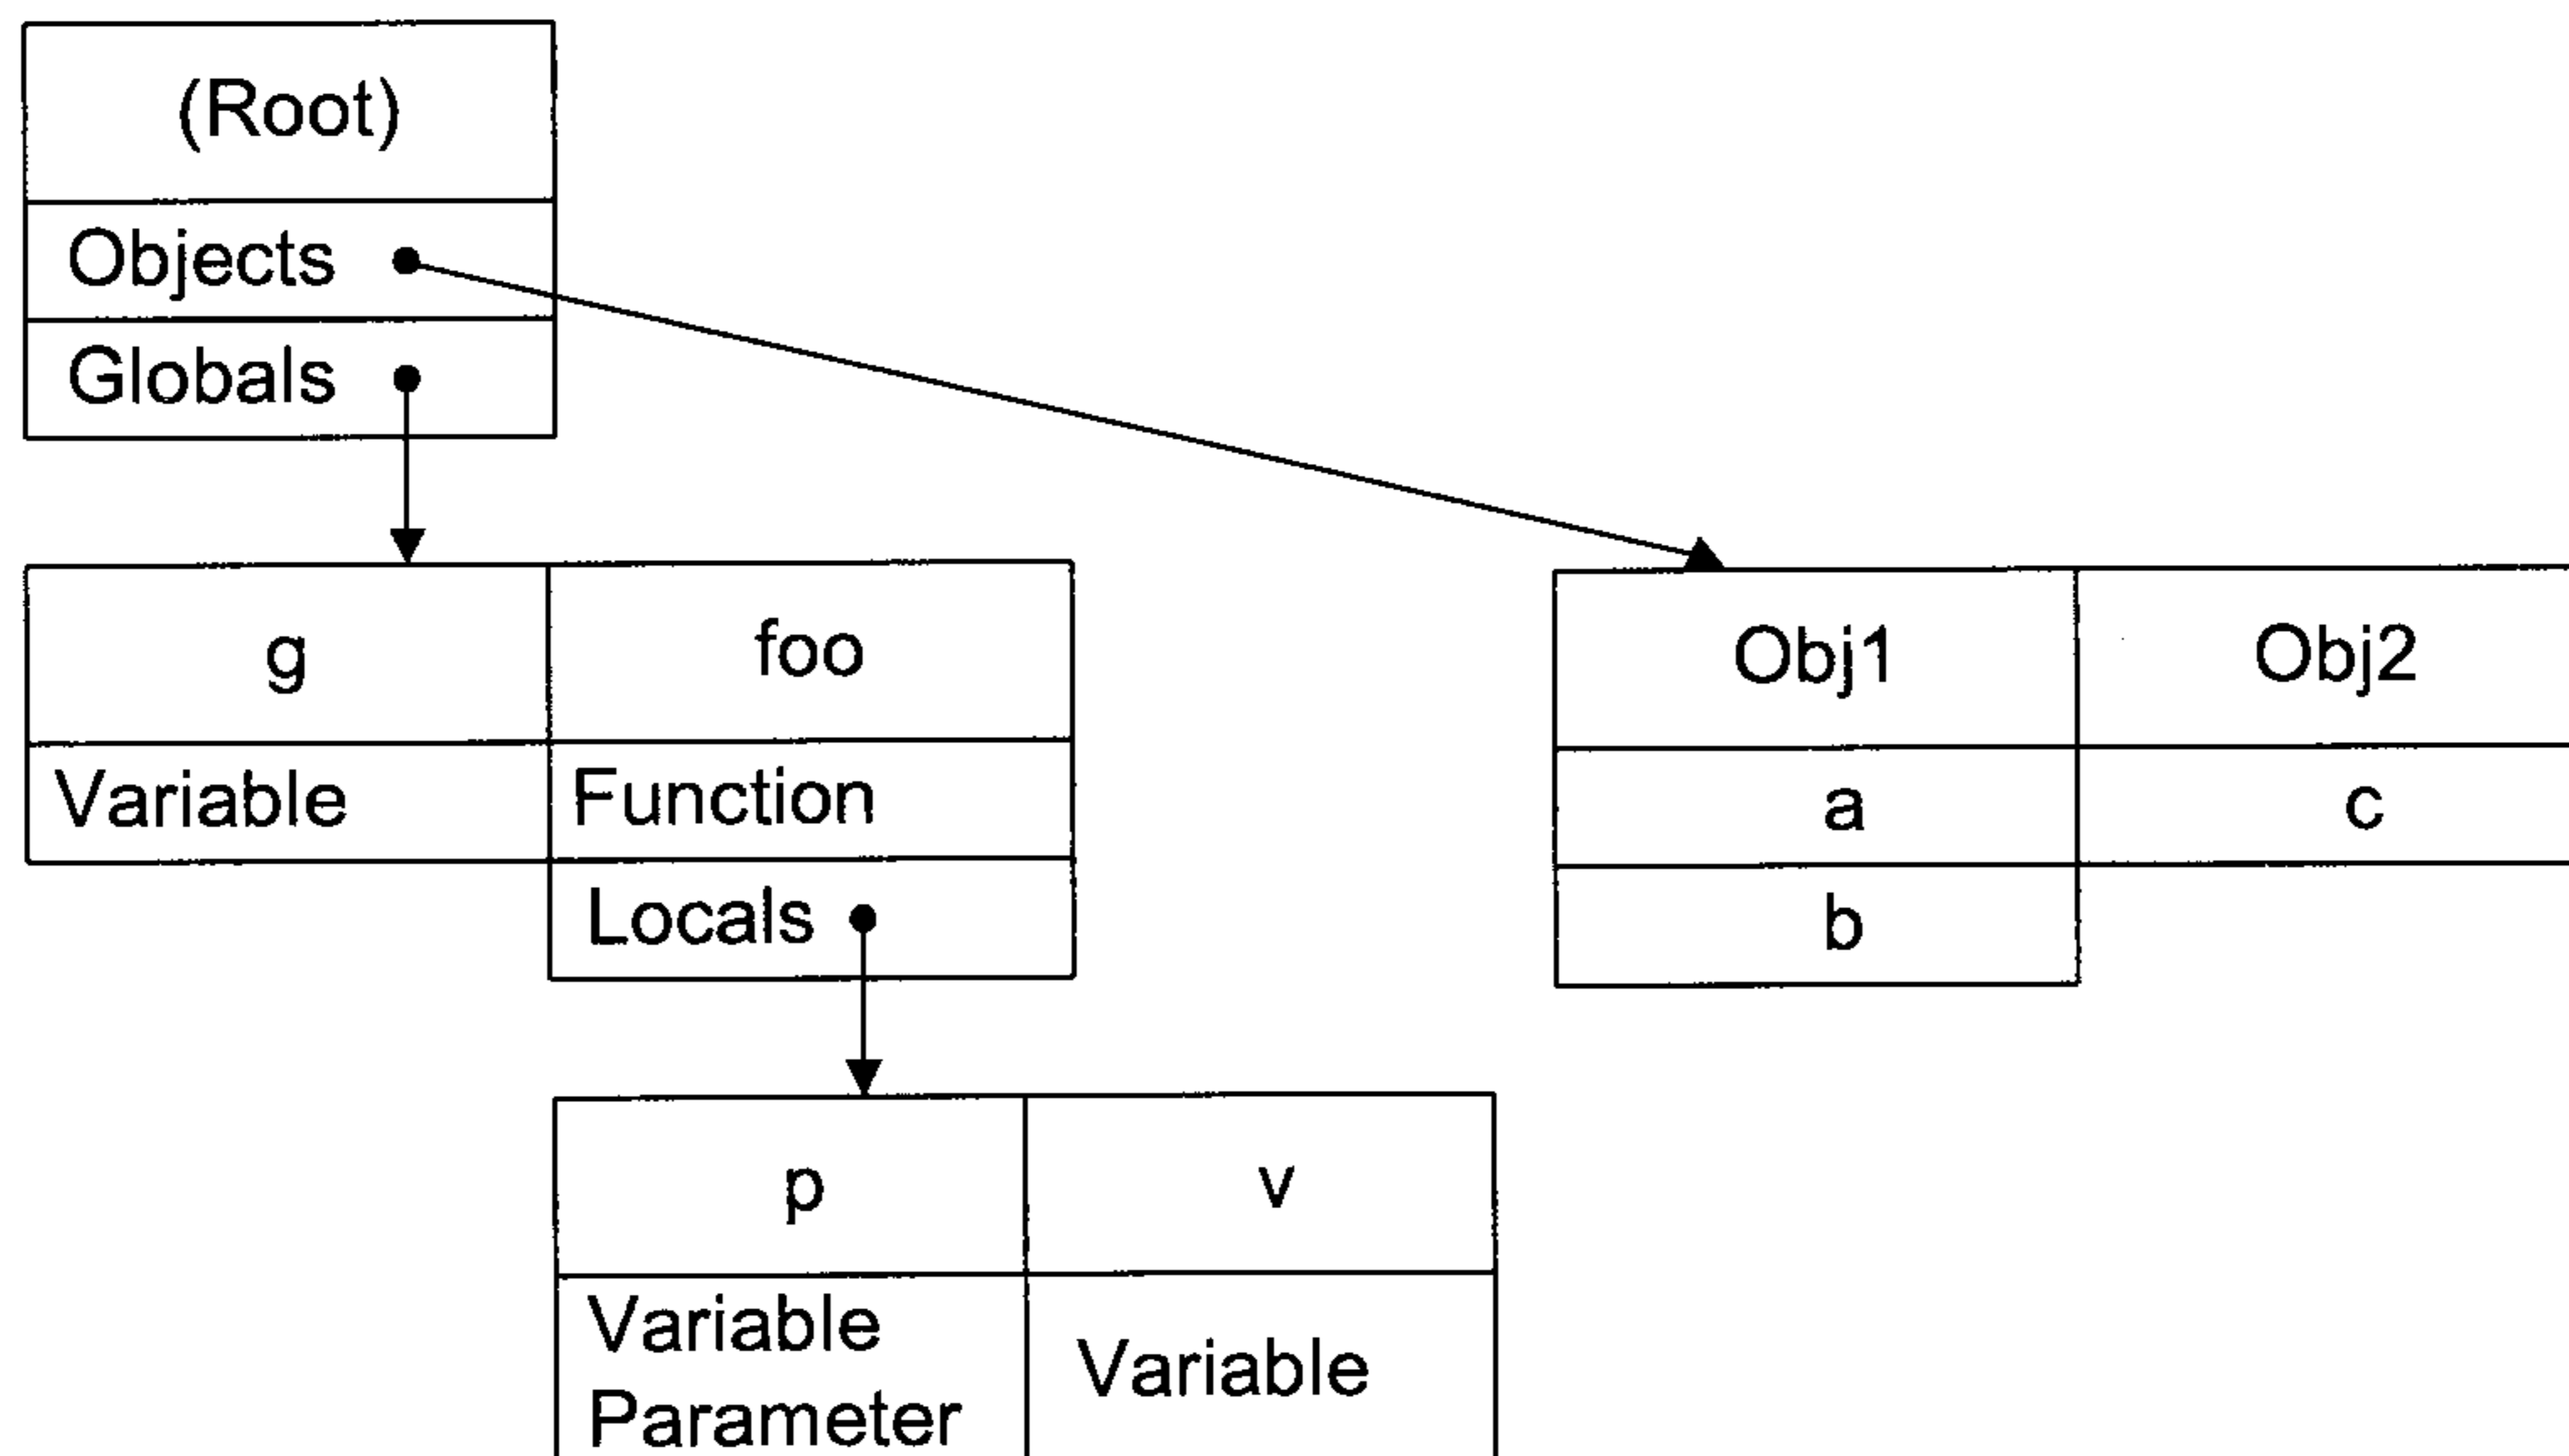 (Root)
Objects
Globals
g foo Obj1 Obj2
Variable Function a c
Locals b
p v
Variable
Parameter
Variable